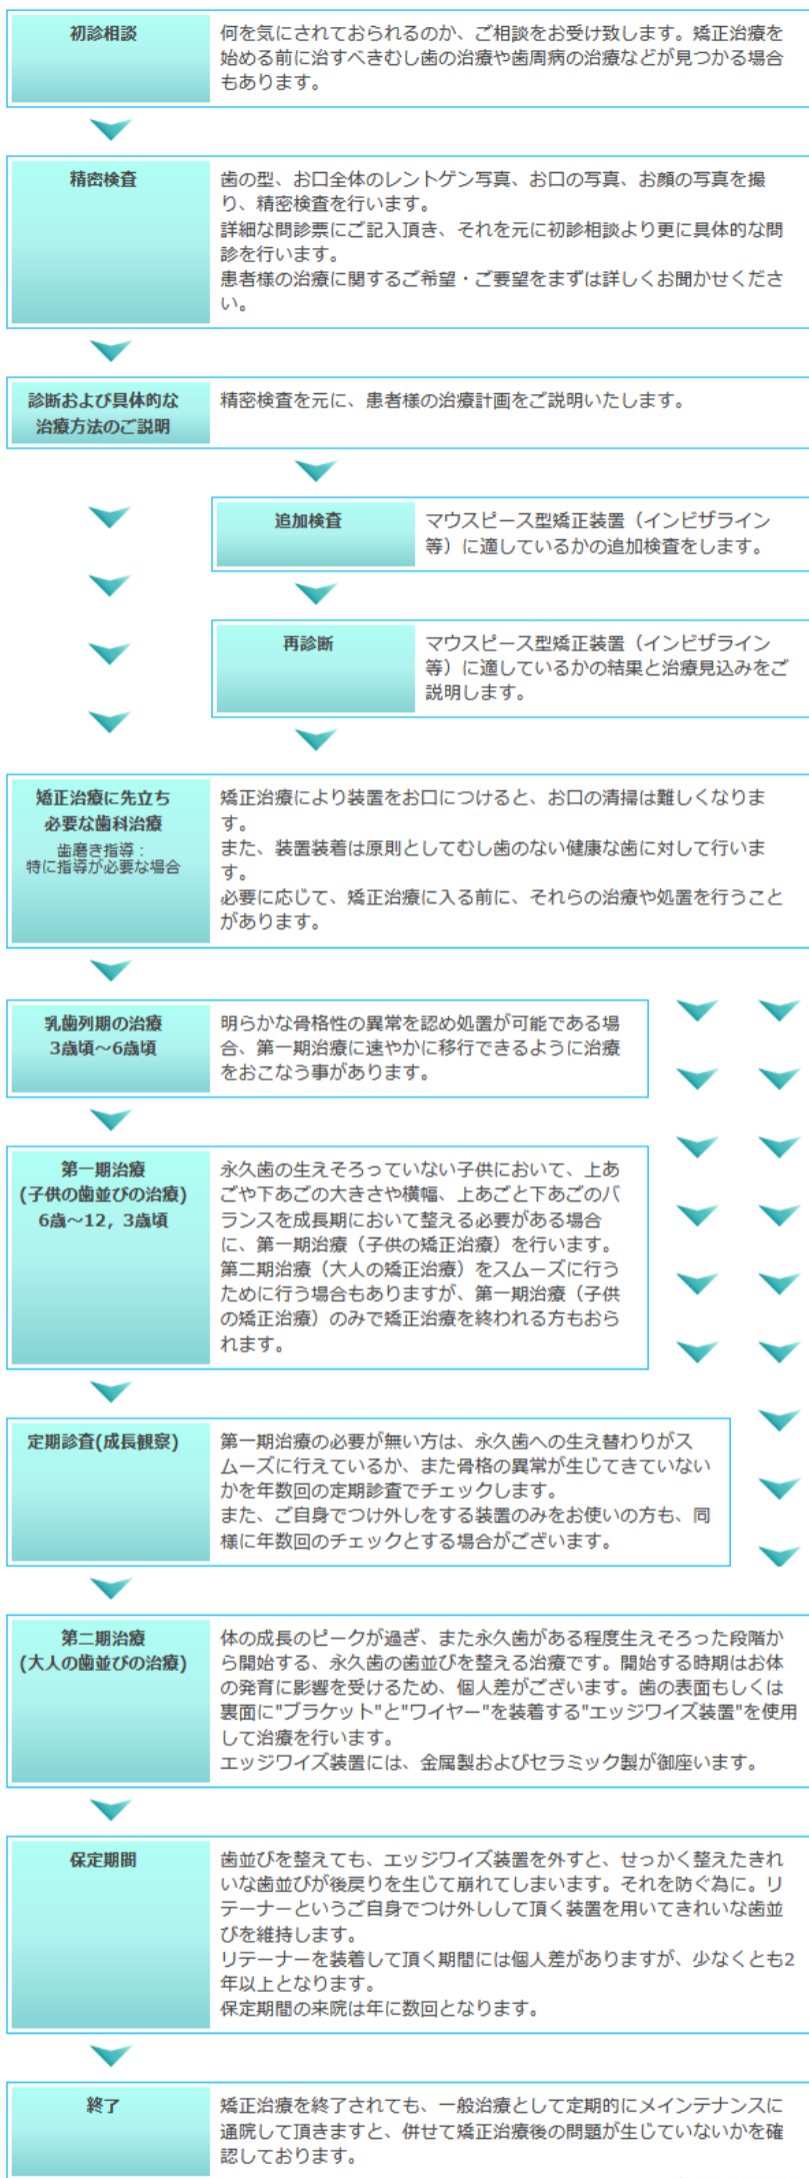 初診相談
何を気にされておられるのか、ご相談をお受け致します。矯正治療を
始める前に治すべきむし歯の治療や歯周病の治療などが見つかる場合
もあります。
精密検査
歯の型、お口全体のレントゲン写真、お口の写真、お顔の写真を撮
り、精密検査を行います。
詳細な問診票にご記入頂き、それを元に初診相談より更に具体的な問
診を行います。
患者様の治療に関するご希望・ご要望をまずは詳しくお聞かせくださ
い。
診断および具体的な
治療方法のご説明
精密検査を元に、患者様の治療計画をご説明いたします。
追加検査
マウスピース型矯正装置（インビザライン
等）に適しているかの追加検査をします。
再診断
マウスピース型矯正装置（インビザライン
等）に適しているかの結果と治療見込みをご
説明します。
矯正治療に先立ち
必要な歯科治療
歯磨き指導：
特に指導が必要な場合
矯正治療により装置をお口につけると、お口の清掃は難しくなりま
す。
また、装置装着は原則としてむし歯のない健康な歯に対して行いま
す。
必要に応じて、矯正治療に入る前に、それらの治療や処置を行うこと
があります。
乳歯列期の治療
3歳頃～6歳頃
明らかな骨格性の異常を認め処置が可能である場
合、第一期治療に速やかに移行できるように治療
をおこなう事があります。
第一期治療
(子供の歯並びの治療)
6歳～12，3歳頃
永久歯の生えそろっていない子供において、上あ
ごや下あごの大きさや横幅、上あごと下あごのバ
ランスを成長期において整える必要がある場合
に、第一期治療（子供の矯正治療）を行います。
第二期治療（大人の矯正治療）をスムーズに行う
ために行う場合もありますが、第一期治療（子供
の矯正治療）のみで矯正治療を終われる方もおら
れます。
定期診査(成長観察)
第一期治療の必要が無い方は、永久歯への生え替わりがス
ムーズに行えているか、また骨格の異常が生じてきていない
かを年数回の定期診査でチェックします。
また、ご自身でつけ外しをする装置のみをお使いの方も、同
様に年数回のチェックとする場合がございます。
第二期治療
(大人の歯並びの治療)
体の成長のピークが過ぎ、また永久歯がある程度生えそろった段階か
ら開始する、永久歯の歯並びを整える治療です。開始する時期はお体
の発育に影響を受けるため、個人差がございます。歯の表面もしくは
裏面に"ブラケット"と"ワイヤー"を装着する"エッジワイズ装置"を使用
して治療を行います。
エッジワイズ装置には、金属製およびセラミック製が御座います。
保定期間
歯並びを整えても、エッジワイズ装置を外すと、せっかく整えたきれ
いな歯並びが後戻りを生じて崩れてしまいます。それを防ぐ為に。リ
テーナーというご自身でつけ外しして頂く装置を用いてきれいな歯並
びを維持します。
リテーナーを装着して頂く期間には個人差がありますが、少なくとも2
年以上となります。
保定期間の来院は年に数回となります。
終了
矯正治療を終了されても、一般治療として定期的にメインテナンスに
通院して頂きますと、併せて矯正治療後の問題が生じていないかを確
認しております。